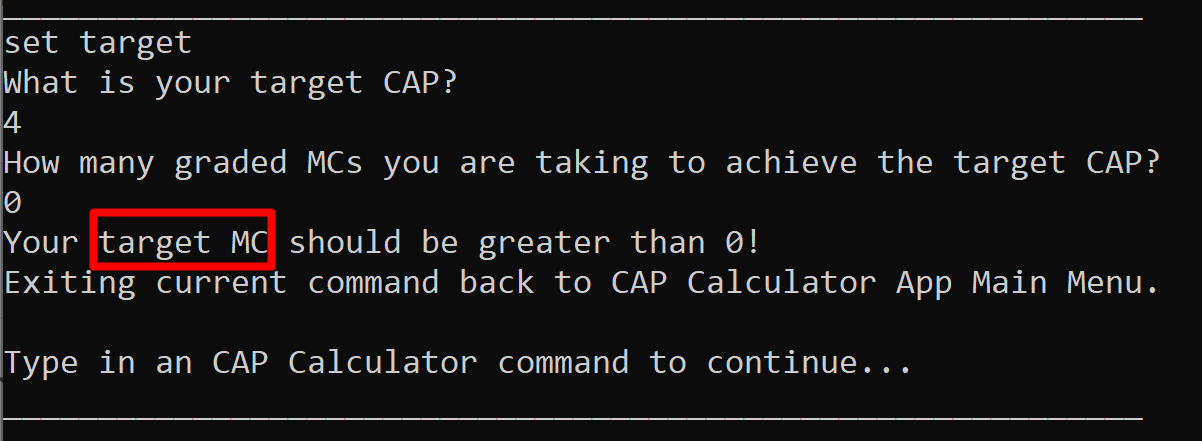 set target
What is your target CAP?
4
How many graded MCs you are taking to achieve the target CAP?
0
Your target MC should be greater than 0!
Exiting current command back to CAP Calculator App Main Menu.
Type in an CAP Calculator command to continue...